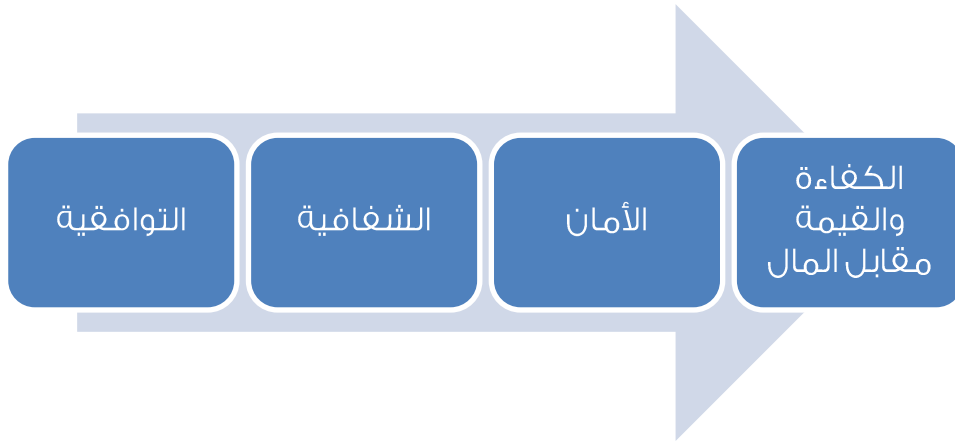 التوافقية
الشفافية
الأمان
الكفاءة
والقيمة
مقابل المال